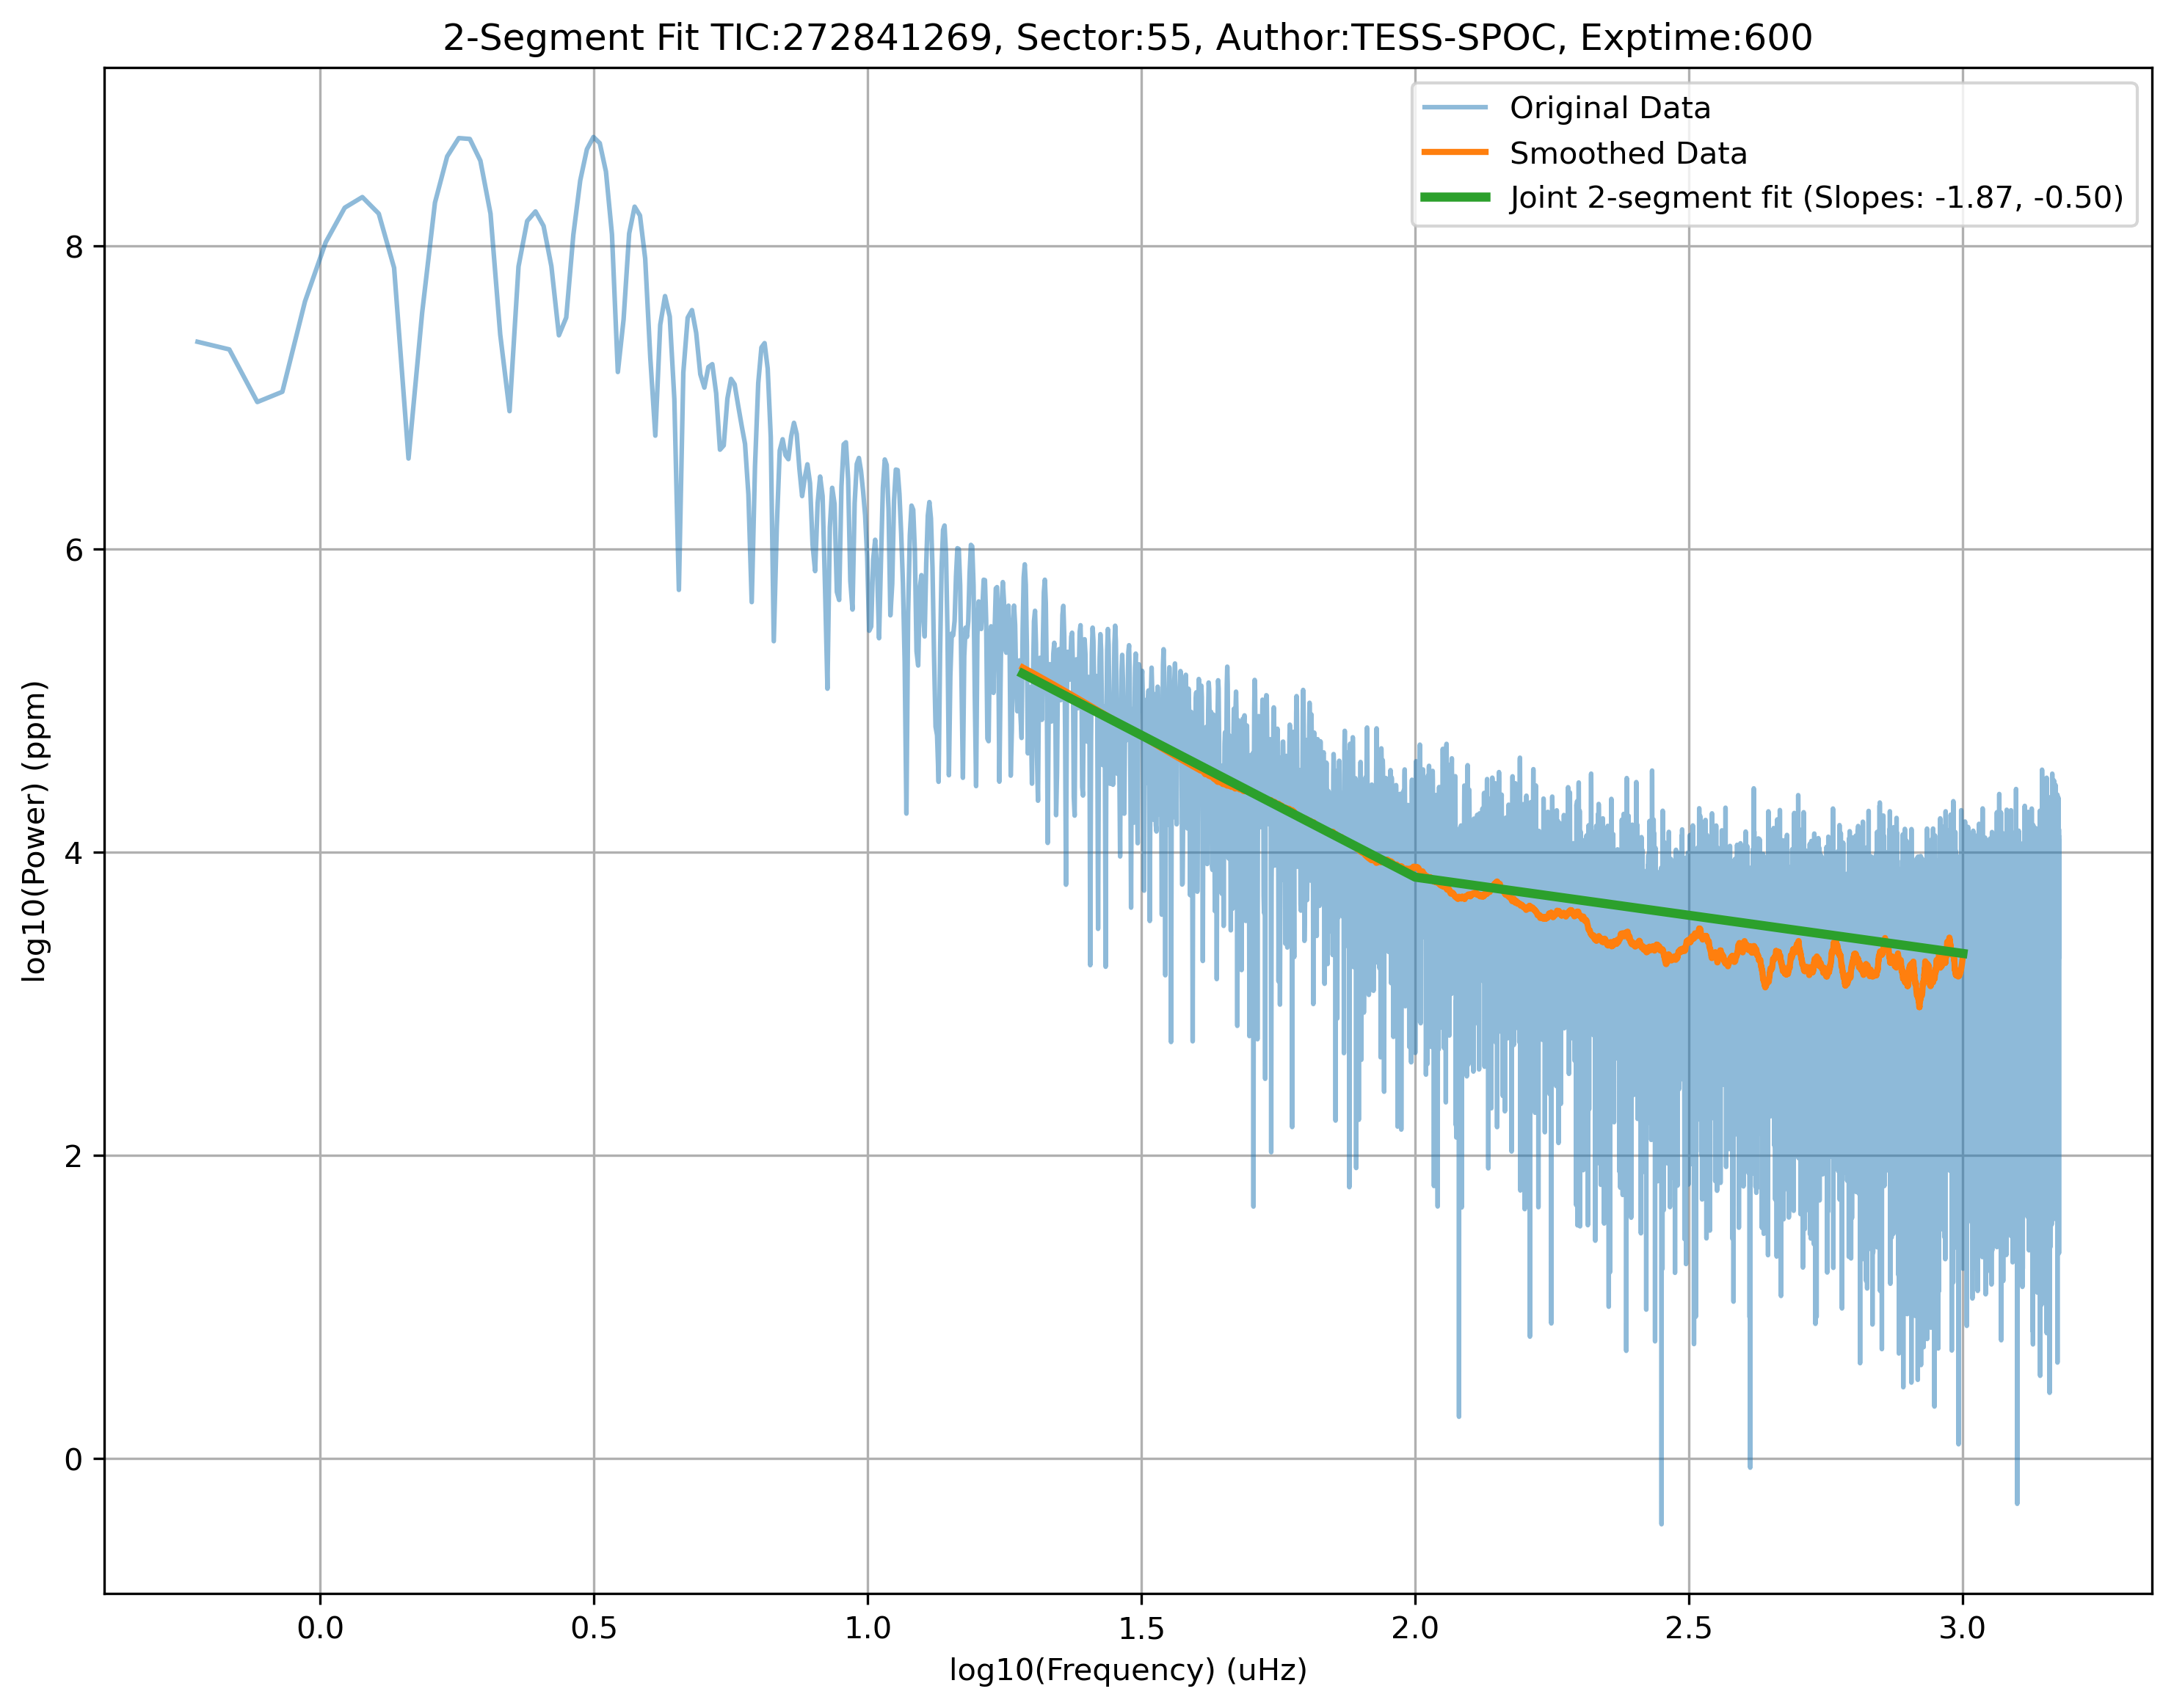 2-Segment Fit TIC:272841269, Sector:55, Author:TESS-SPOC, Exptime:600
Original Data
Smoothed Data
Joint 2-segment fit (Slopes: -1.87, -0.50)
log10(Power) (ppm)
8
6
4
2
0
0.0 0.5 1.0 1.5 2.0 2.5 3.0
log10(Frequency) (uHz)